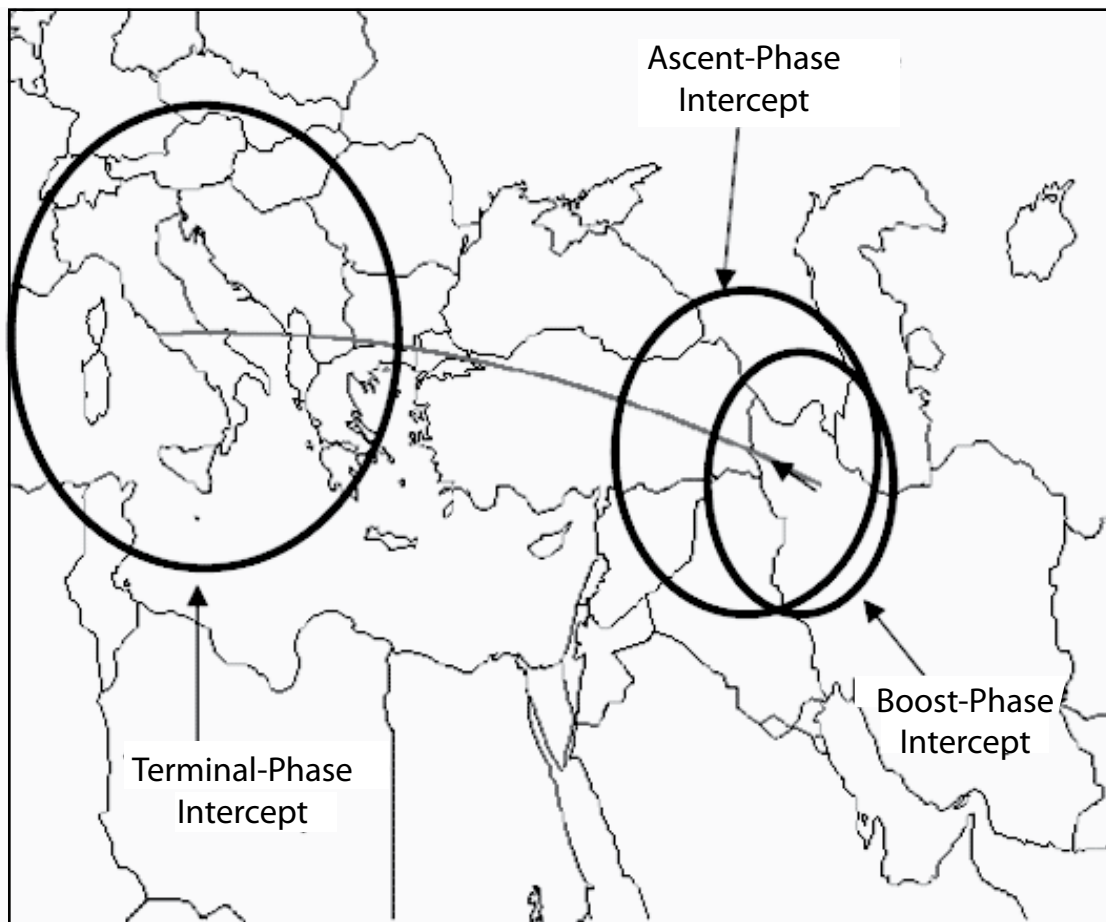 Ascent-Phase
Intercept
Boost-Phase
Intercept
Terminal-Phase
Intercept